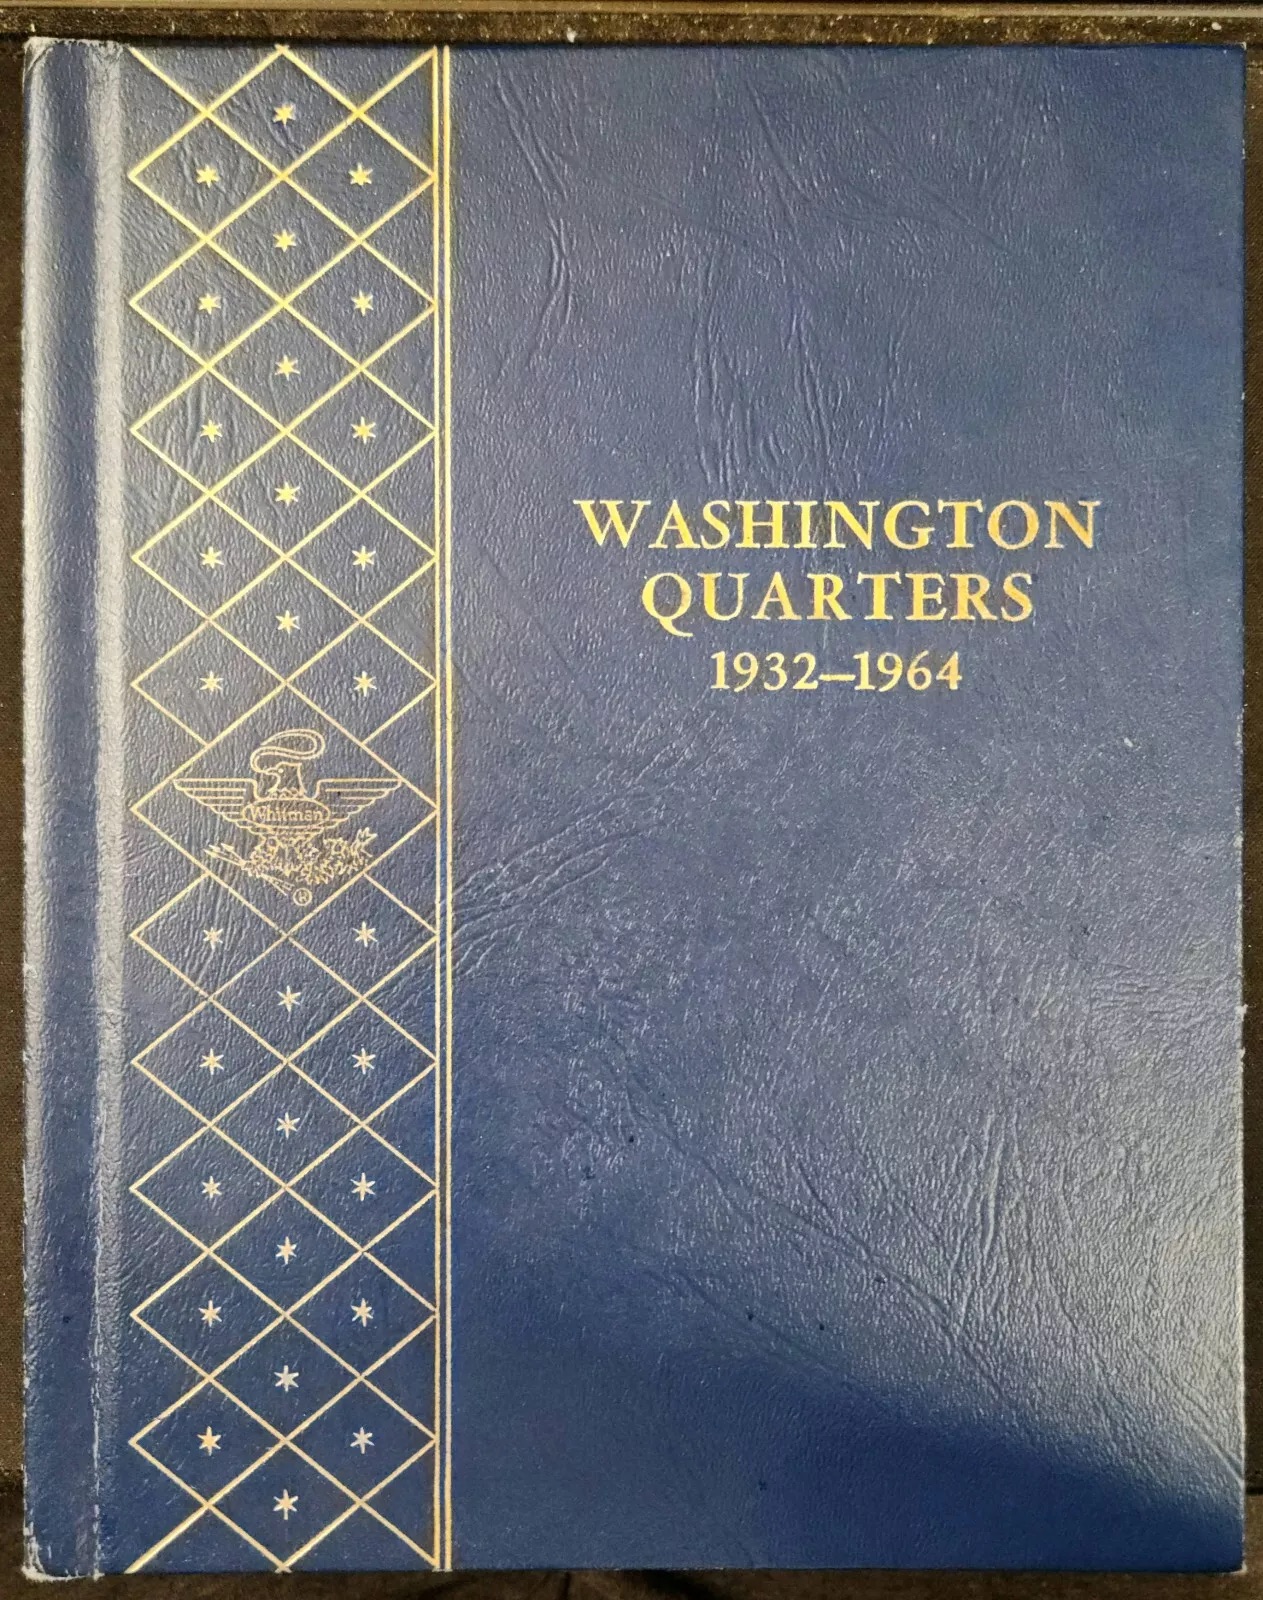 WASHINGTON
QUARTERS
1932–1964
Whitman
®